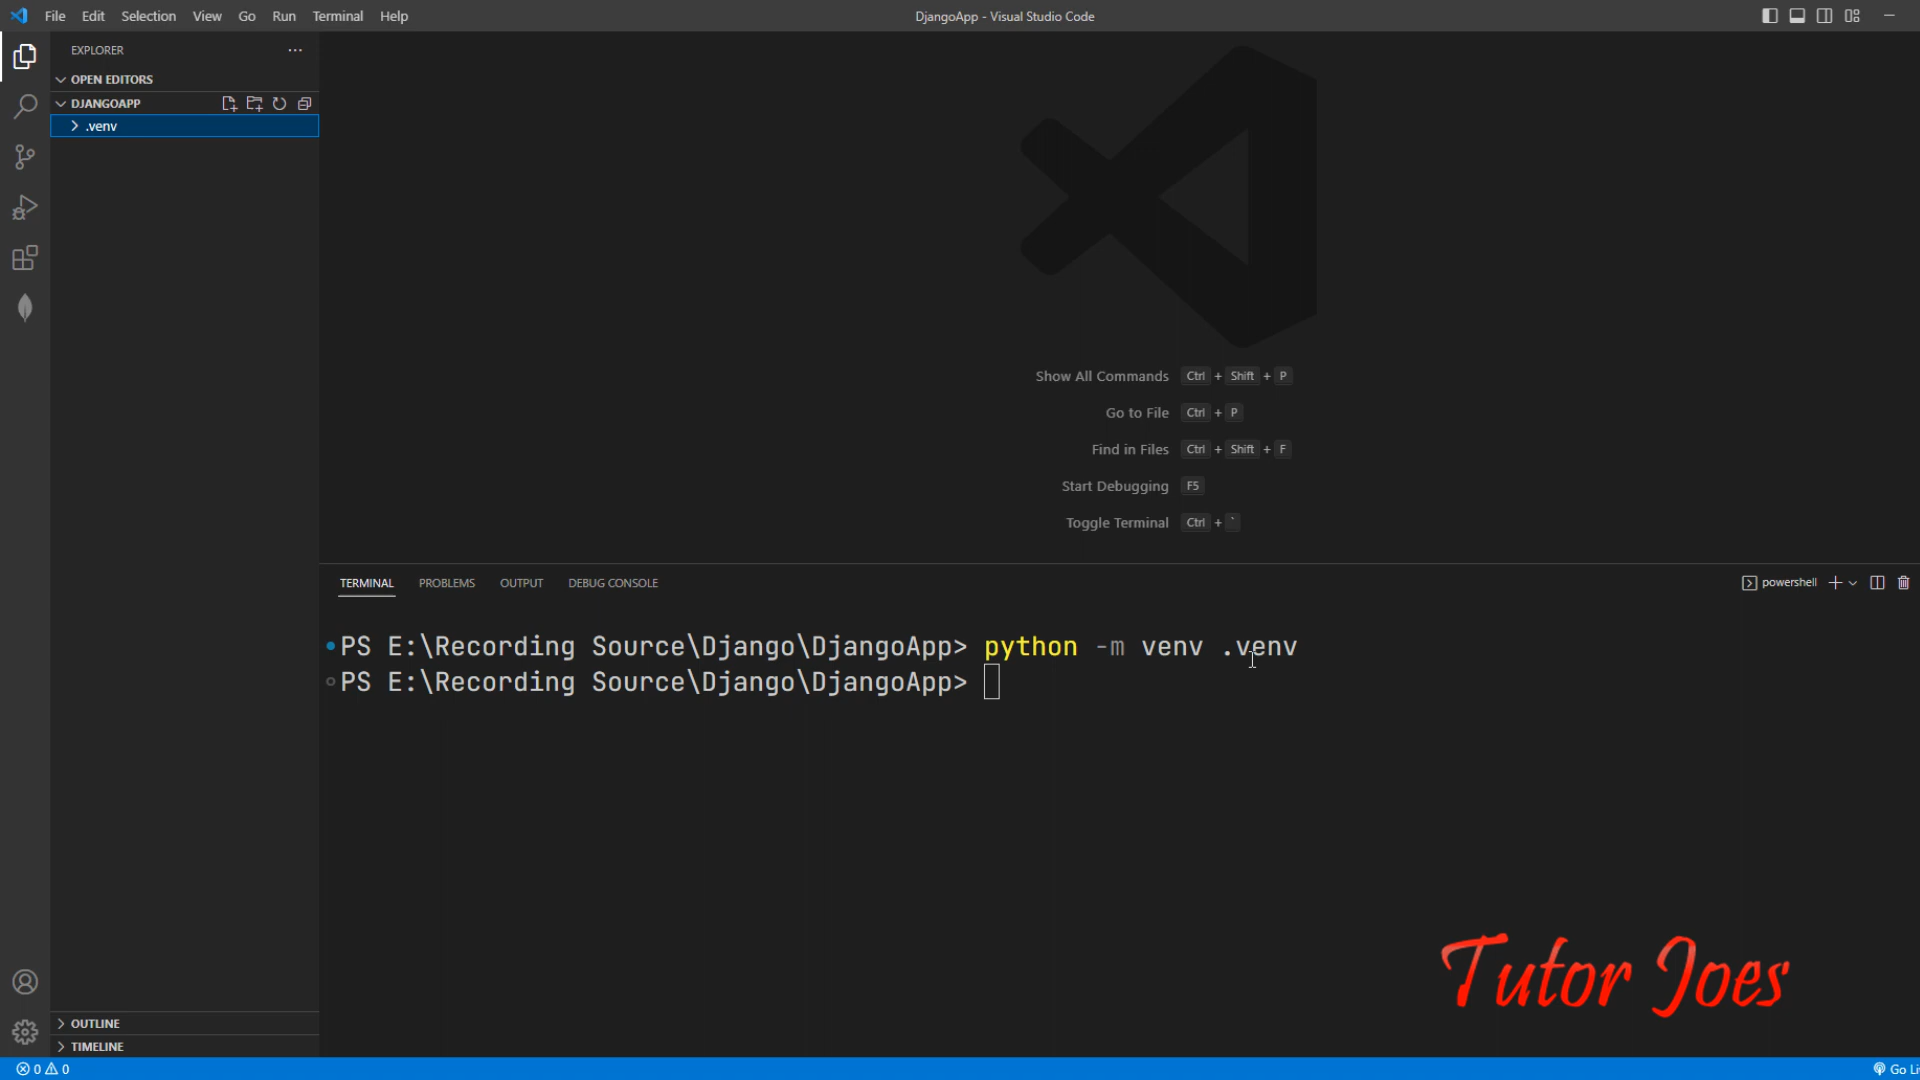 File Edit Selection View Go Run Terminal Help
DjangoApp - Visual Studio Code
EXPLORER
OPEN EDITORS
DJANGOAPP
.venv
Show All Commands Ctrl + Shift + P
Go to File Ctrl + P
Find in Files Ctrl + Shift + F
Start Debugging F5
Toggle Terminal Ctrl + `
TERMINAL PROBLEMS OUTPUT DEBUG CONSOLE
powershell
PS E:\Recording Source\Django\DjangoApp> python -m venv .venv
PS E:\Recording Source\Django\DjangoApp>
Tutor Joes
OUTLINE
TIMELINE
0 0
Go Li